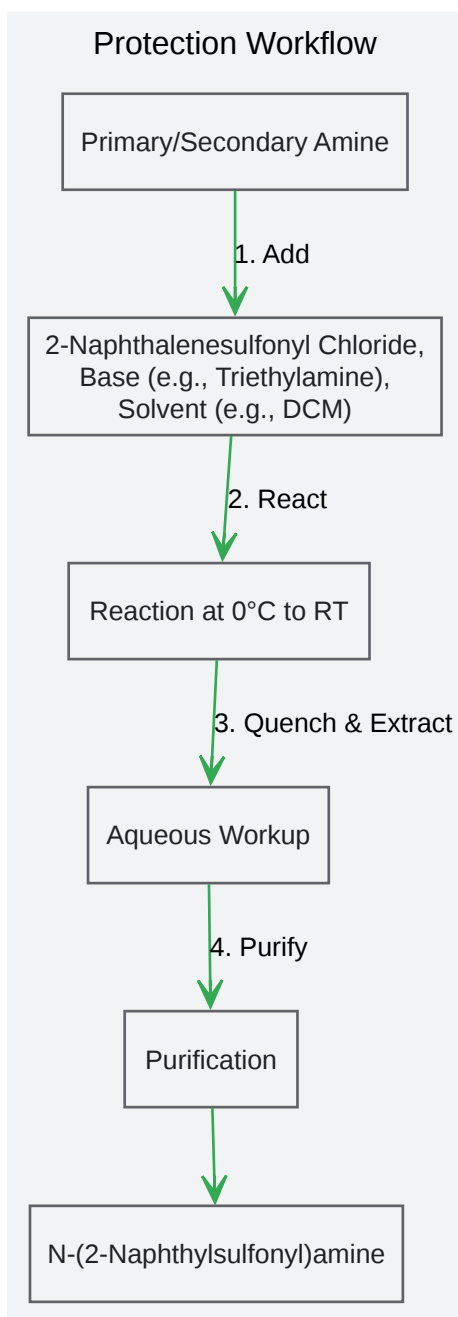 Protection Workflow
Primary/Secondary Amine
1. Add
2-Naphthalenesulfonyl Chloride,
Base (e.g., Triethylamine),
Solvent (e.g., DCM)
2. React
Reaction at 0°C to RT
3. Quench & Extract
Aqueous Workup
4. Purify
Purification
N-(2-Naphthylsulfonyl)amine